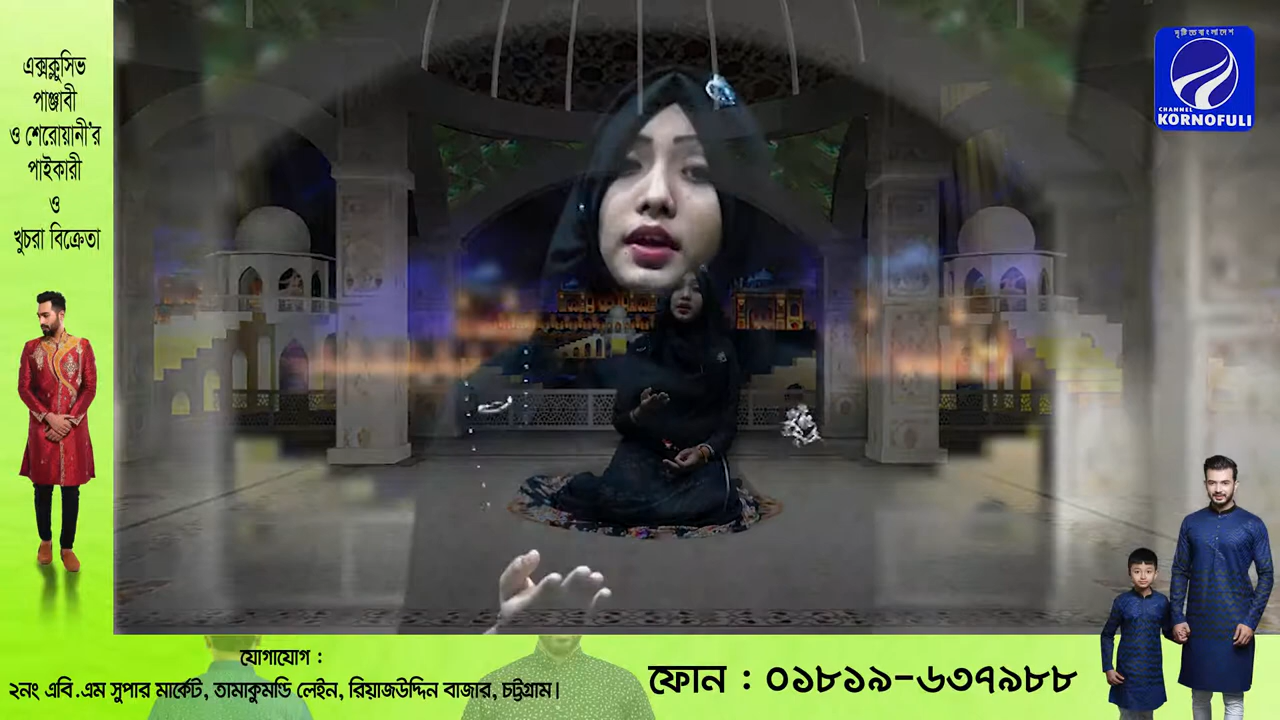 এক্সক্লুসিভ
পাঞ্জাবী
ও শেরোয়ানী'র
পাইকারী
ও
খুচরা বিক্রেতা
দৃষ্টিতে বাংলাদেশ
CHANNEL
KORNOFULI
যোগাযোগ :
২নং এবি.এম সুপার মার্কেট, তামাকুমন্ডি লেইন, রিয়াজউদ্দিন বাজার, চট্টগ্রাম।
ফোন : ০১৮১৯-৬৩৭৯৮৮